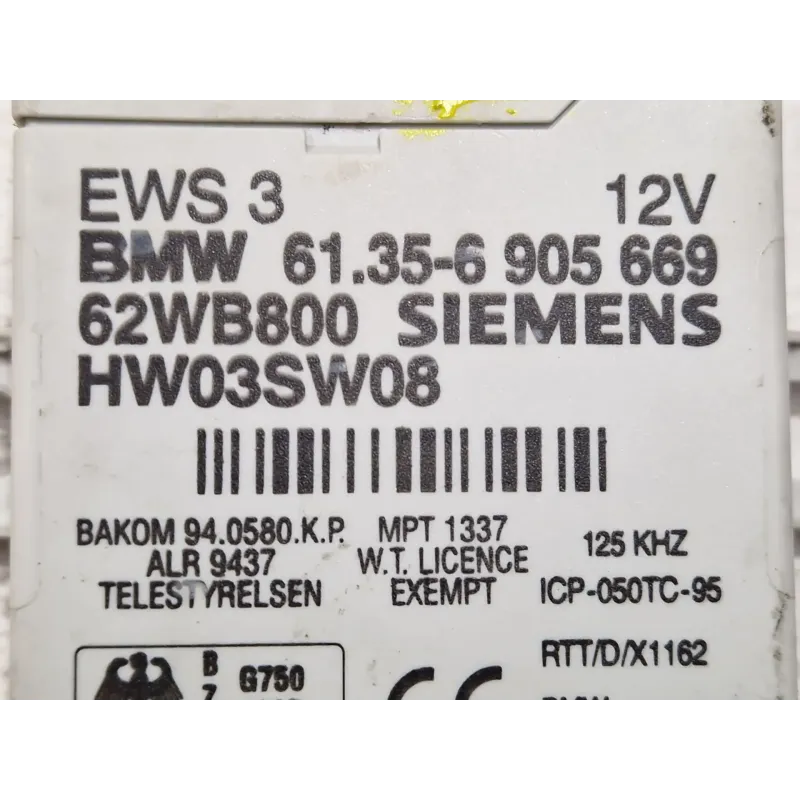 EWS 3 12V
BMW 61.35-6 905 669
62WB800 SIEMENS
HW03SW08
BAKOM 94.0580.K.P. MPT 1337 125 KHZ
ALR 9437 W.T. LICENCE
TELESTYRELSEN EXEMPT ICP-050TC-95
B G750 CE RTT/D/X1162
Z